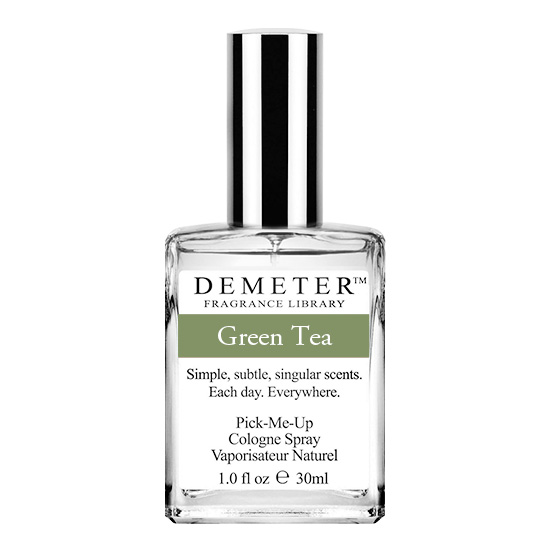 DEMETER™
FRAGRANCE LIBRARY
Green Tea
Simple, subtle, singular scents.
Each day. Everywhere.
Pick-Me-Up
Cologne Spray
Vaporisateur Naturel
1.0 fl oz ℮ 30ml